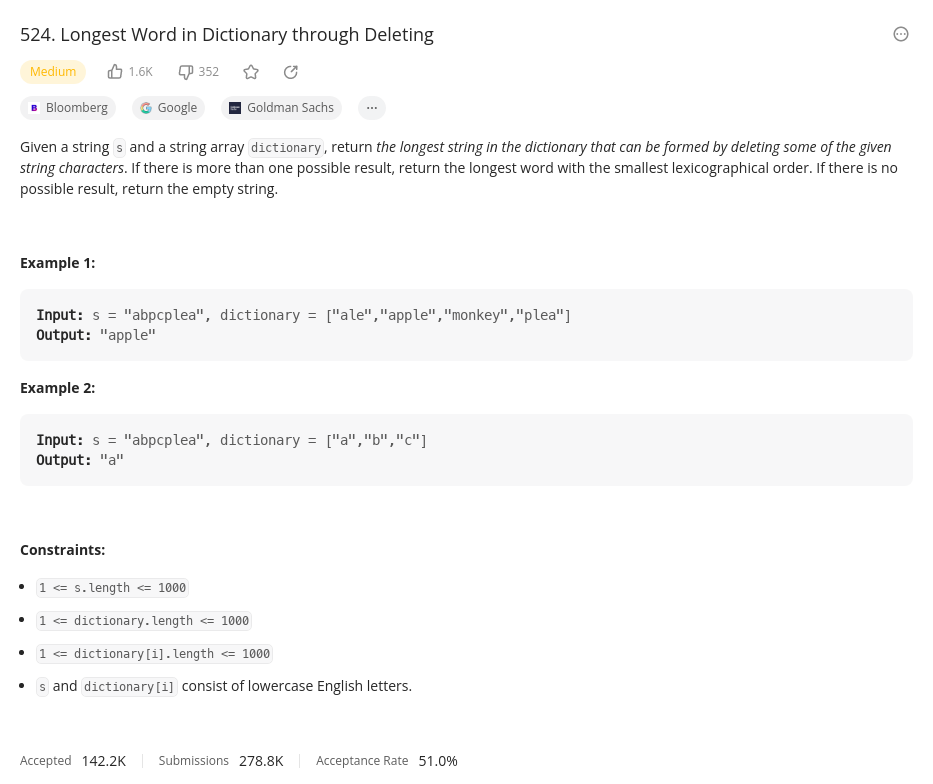 524. Longest Word in Dictionary through Deleting
Medium 1.6K 352
Bloomberg Google Goldman Sachs ...
Given a string s and a string array dictionary, return the longest string in the dictionary that can be formed by deleting some of the given
string characters. If there is more than one possible result, return the longest word with the smallest lexicographical order. If there is no
possible result, return the empty string.
Example 1:
Input: s = "abpcplea", dictionary = ["ale","apple","monkey","plea"]
Output: "apple"
Example 2:
Input: s = "abpcplea", dictionary = ["a","b","c"]
Output: "a"
Constraints:
• 1 <= s.length <= 1000
• 1 <= dictionary.length <= 1000
• 1 <= dictionary[i].length <= 1000
• s and dictionary[i] consist of lowercase English letters.
Accepted 142.2K Submissions 278.8K Acceptance Rate 51.0%